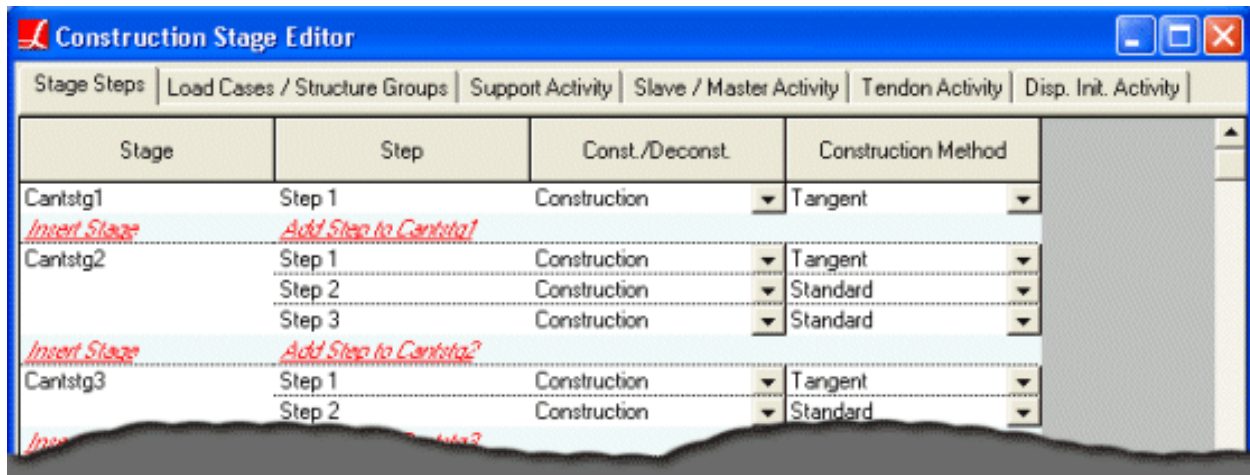 Construction Stage Editor
Stage Steps Load Cases / Structure Groups Support Activity Slave / Master Activity Tendon Activity Disp. Init. Activity
Stage Step Const./Deconst. Construction Method
Cantstg1 Step 1 Construction Tangent
Insert Stage Add Step to Cantstg1
Cantstg2 Step 1 Construction Tangent
Step 2 Construction Standard
Step 3 Construction Standard
Insert Stage Add Step to Cantstg2
Cantstg3 Step 1 Construction Tangent
Step 2 Construction Standard